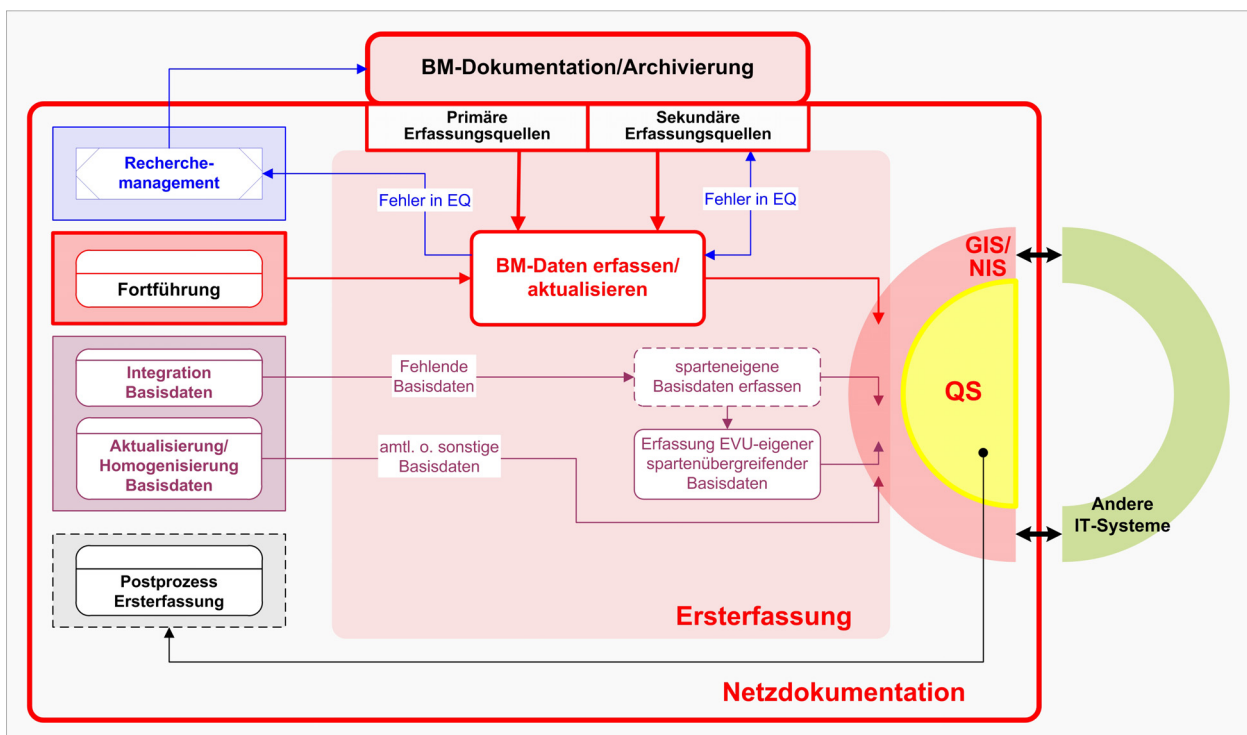 BM-Dokumentation/Archivierung
Primäre
Erfassungsquellen
Sekundäre
Erfassungsquellen
Recherche-
management
Fehler in EQ
Fehler in EQ
GIS/
NIS
BM-Daten erfassen/
aktualisieren
Fortführung
Integration
Basisdaten
Fehlende
Basisdaten
sparteneigene
Basisdaten erfassen
QS
Aktualisierung/
Homogenisierung
Basisdaten
amtl. o. sonstige
Basisdaten
Erfassung EVU-eigener
spartenübergreifender
Basisdaten
Andere
IT-Systeme
Postprozess
Ersterfassung
Ersterfassung
Netzdokumentation